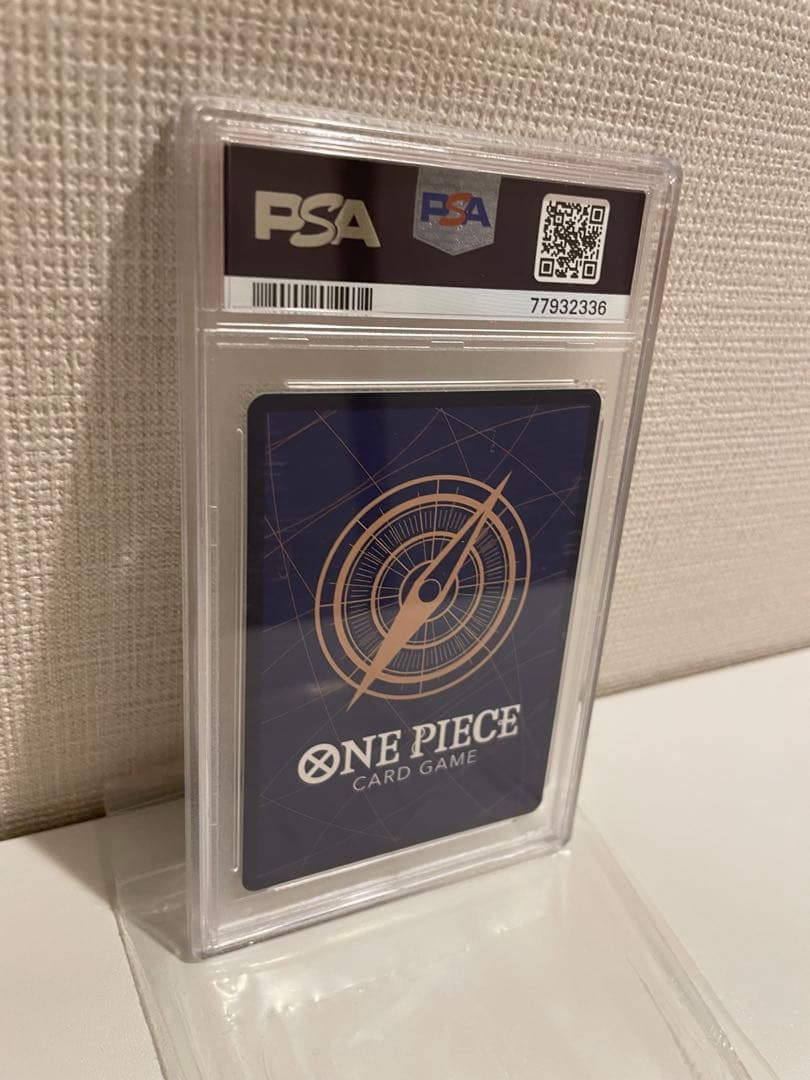 PSA
PSA
77932336
ONE PIECE
CARD GAME